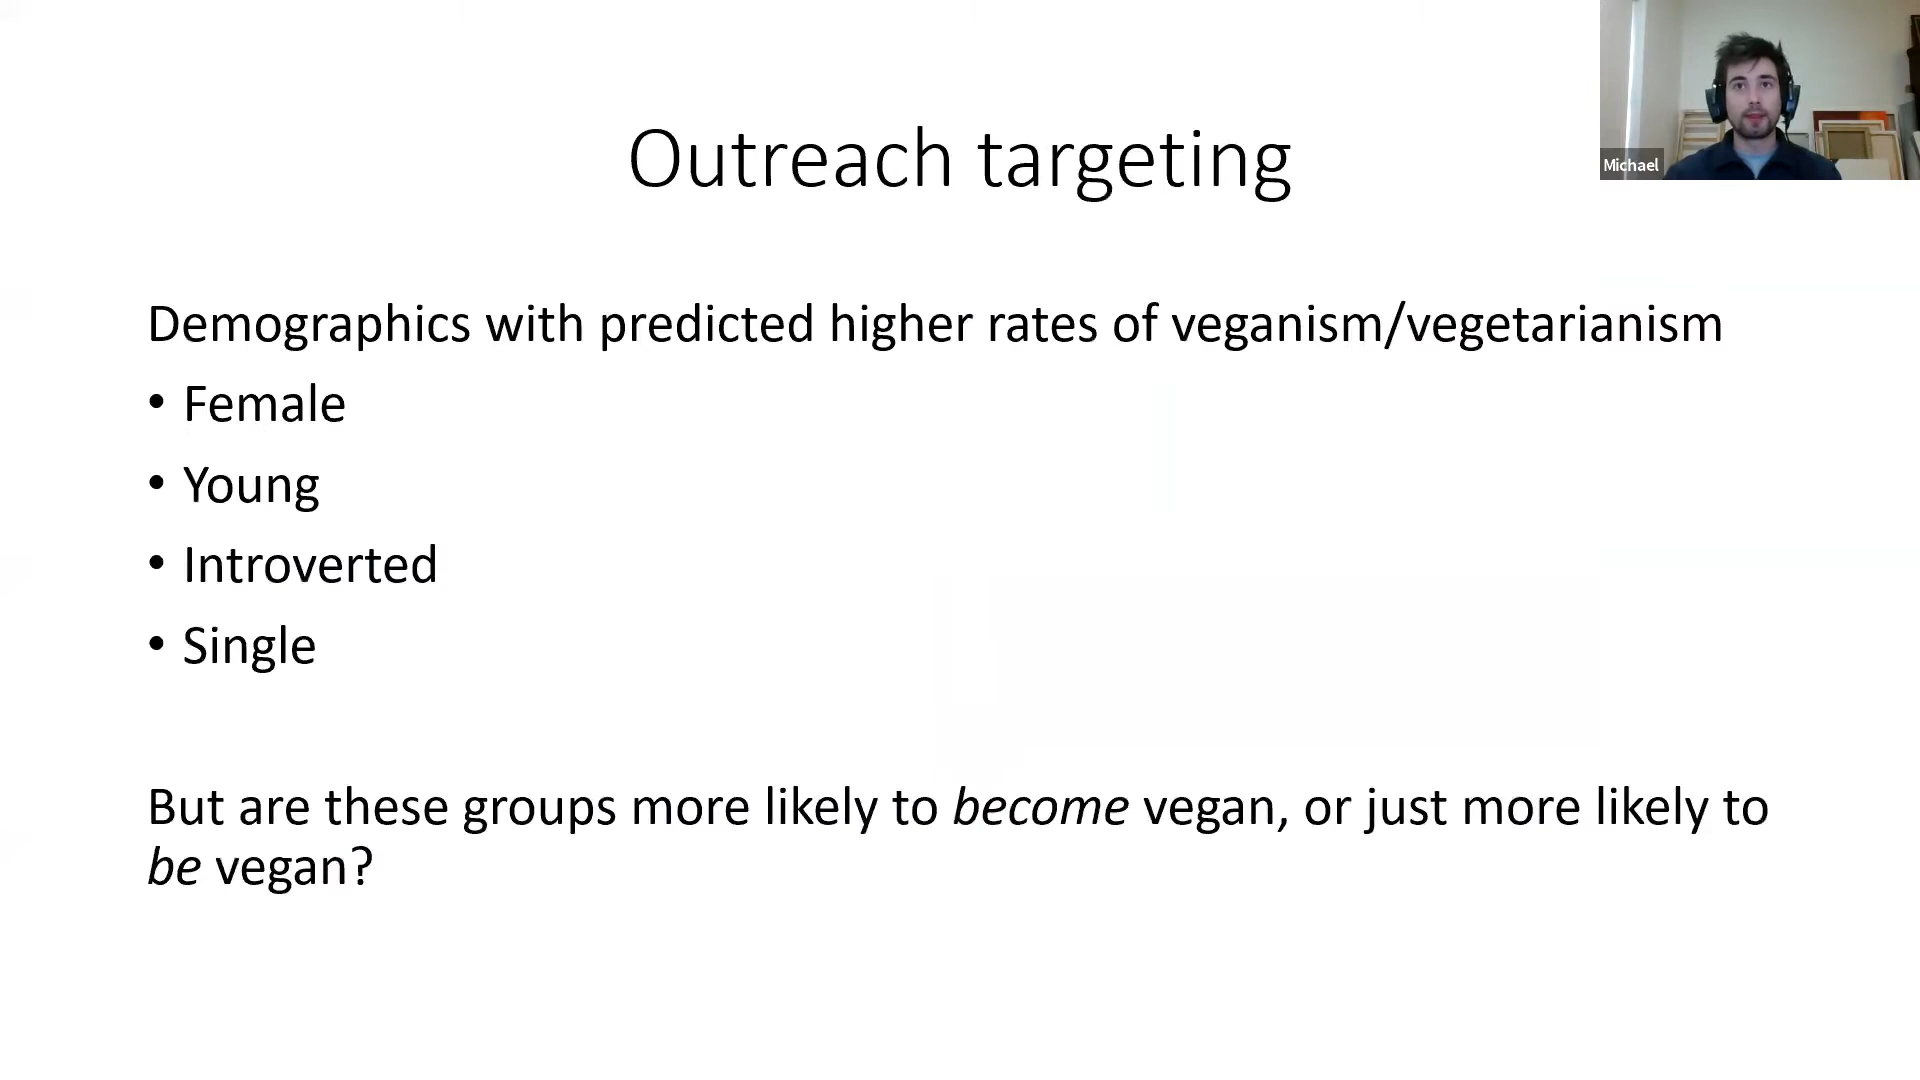 Outreach targeting
Michael
Demographics with predicted higher rates of veganism/vegetarianism
• Female
• Young
• Introverted
• Single
But are these groups more likely to become vegan, or just more likely to
be vegan?